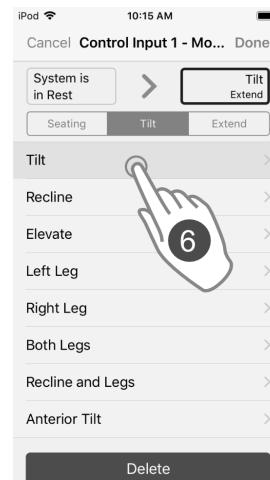 iPod 10:15 AM
Cancel Control Input 1 - Mo... Done
System is
in Rest
Tilt
Extend
Seating Tilt Extend
Tilt
Recline
Elevate
6
Left Leg
Right Leg
Both Legs
Recline and Legs
Anterior Tilt
Delete